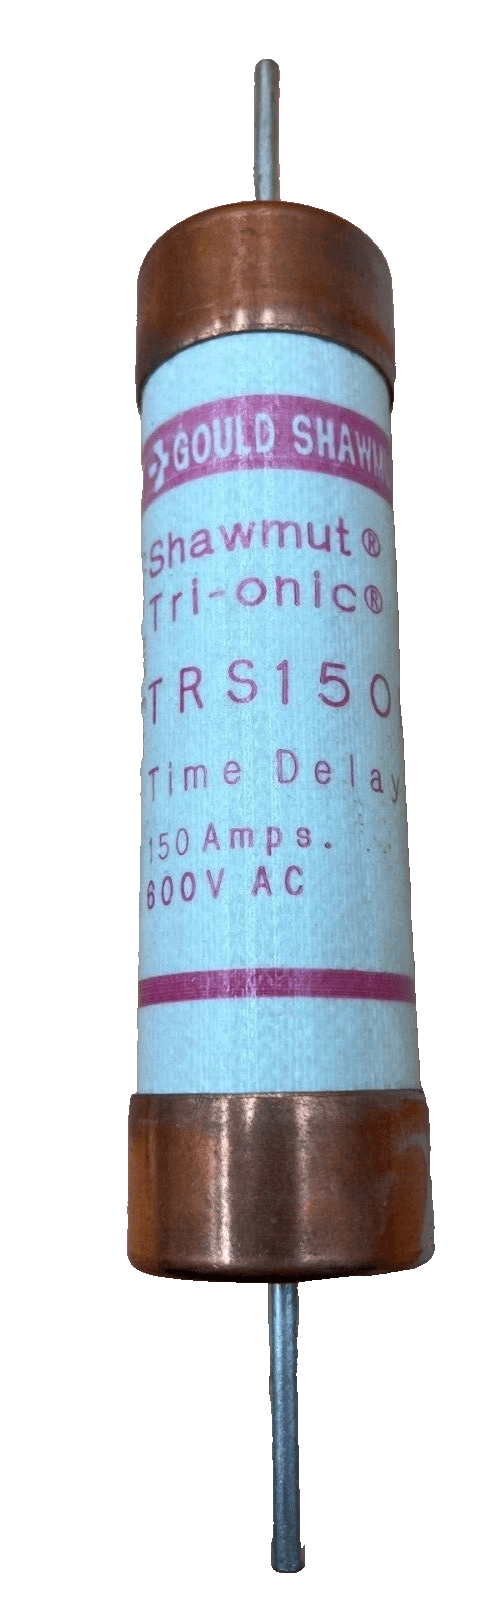 GOULD SHAWM
Shawmut®
Tri-onic®
TRS150
Time Delay
150 Amps.
600V AC